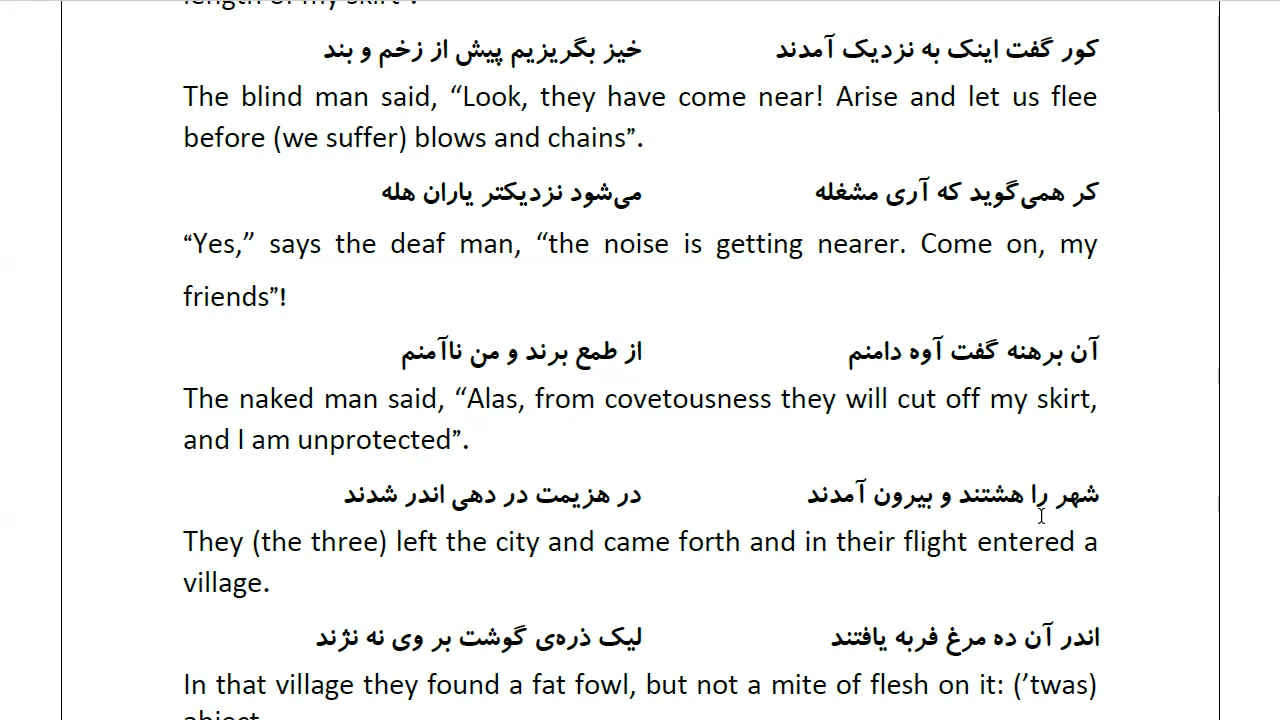 length of my skirt”.
کور گفت اینک به نزدیک آمدند خیز بگریزیم پیش از زخم و بند
The blind man said, “Look, they have come near! Arise and let us flee
before (we suffer) blows and chains”.
کر همی‌گوید که آری مشغله می‌شود نزدیکتر یاران هله
“Yes,” says the deaf man, “the noise is getting nearer. Come on, my
friends”!
آن برهنه گفت آوه دامنم از طمع برند و من ناآمنم
The naked man said, “Alas, from covetousness they will cut off my skirt,
and I am unprotected”.
شهر را هشتند و بیرون آمدند در هزیمت در دهی اندر شدند
They (the three) left the city and came forth and in their flight entered a
village.
اندر آن ده مرغ فربه یافتند لیک ذره‌ی گوشت بر وی نه نژند
In that village they found a fat fowl, but not a mite of flesh on it: (’twas)
abject